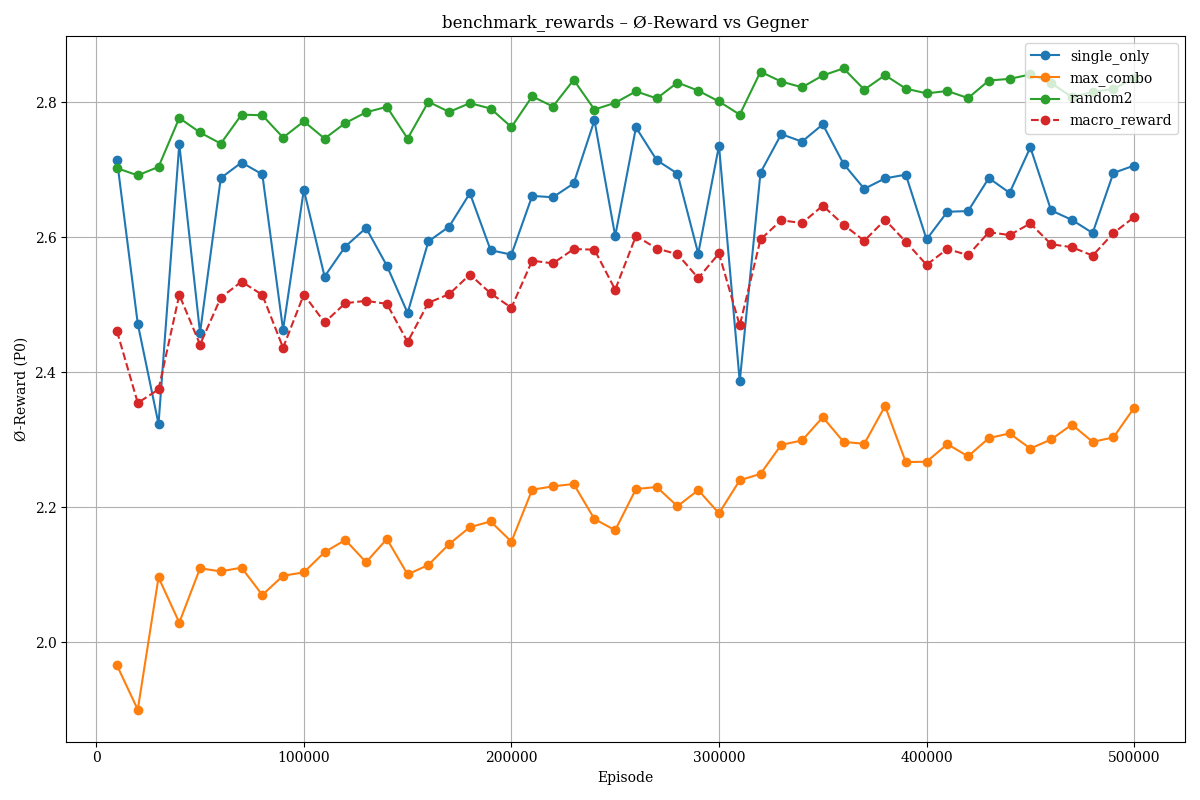 benchmark_rewards – Ø-Reward vs Gegner
single_only
max_combo
random2
macro_reward
Ø-Reward (P0)
2.8
2.6
2.4
2.2
2.0
0 100000 200000 300000 400000 500000
Episode